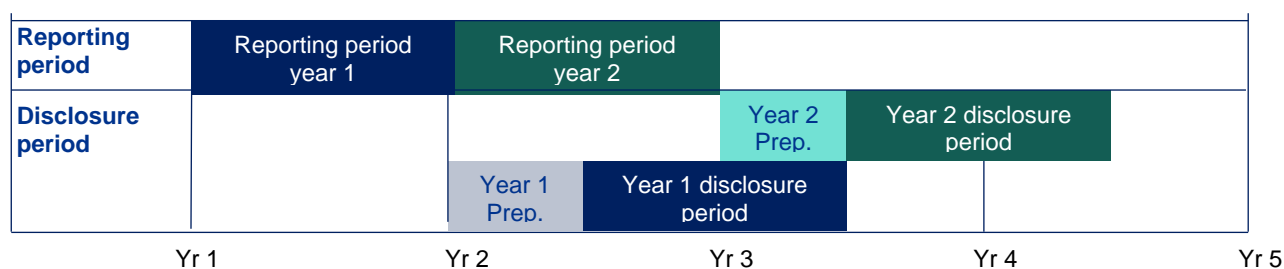 Reporting
period
Reporting period
year 1
Reporting period
year 2
Disclosure
period
Year 2
Prep.
Year 2 disclosure
period
Year 1
Prep.
Year 1 disclosure
period
Yr 1
Yr 2
Yr 3
Yr 4
Yr 5